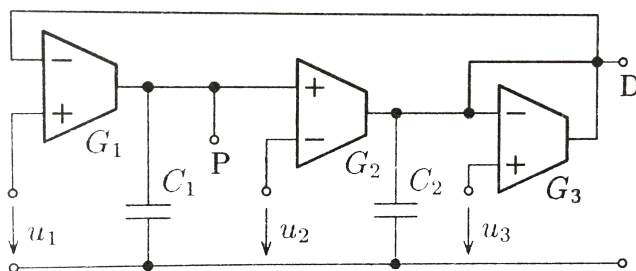 − + G₁ P C₁ u₁
+ − G₂ C₂ u₂
− + G₃ D u₃